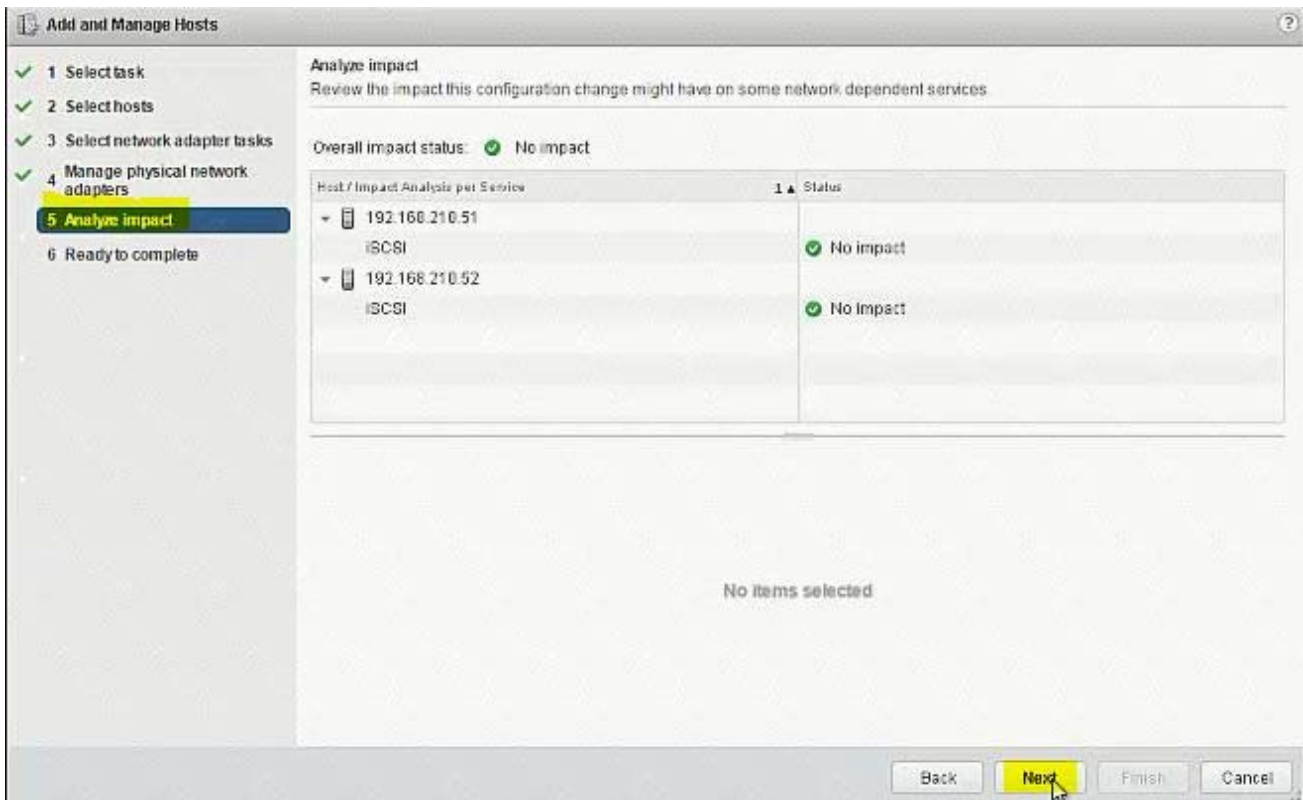 Add and Manage Hosts
?
1 Select task
2 Select hosts
3 Select network adapter tasks
4 Manage physical network
adapters
5 Analyze impact
6 Ready to complete
Analyze impact
Review the impact this configuration change might have on some network dependent services
Overall impact status: No impact
Host / Impact Analysis per Service 1 ▲ Status
192.168.210.51
iSCSI No impact
192.168.210.52
iSCSI No impact
No items selected
Back Next Finish Cancel